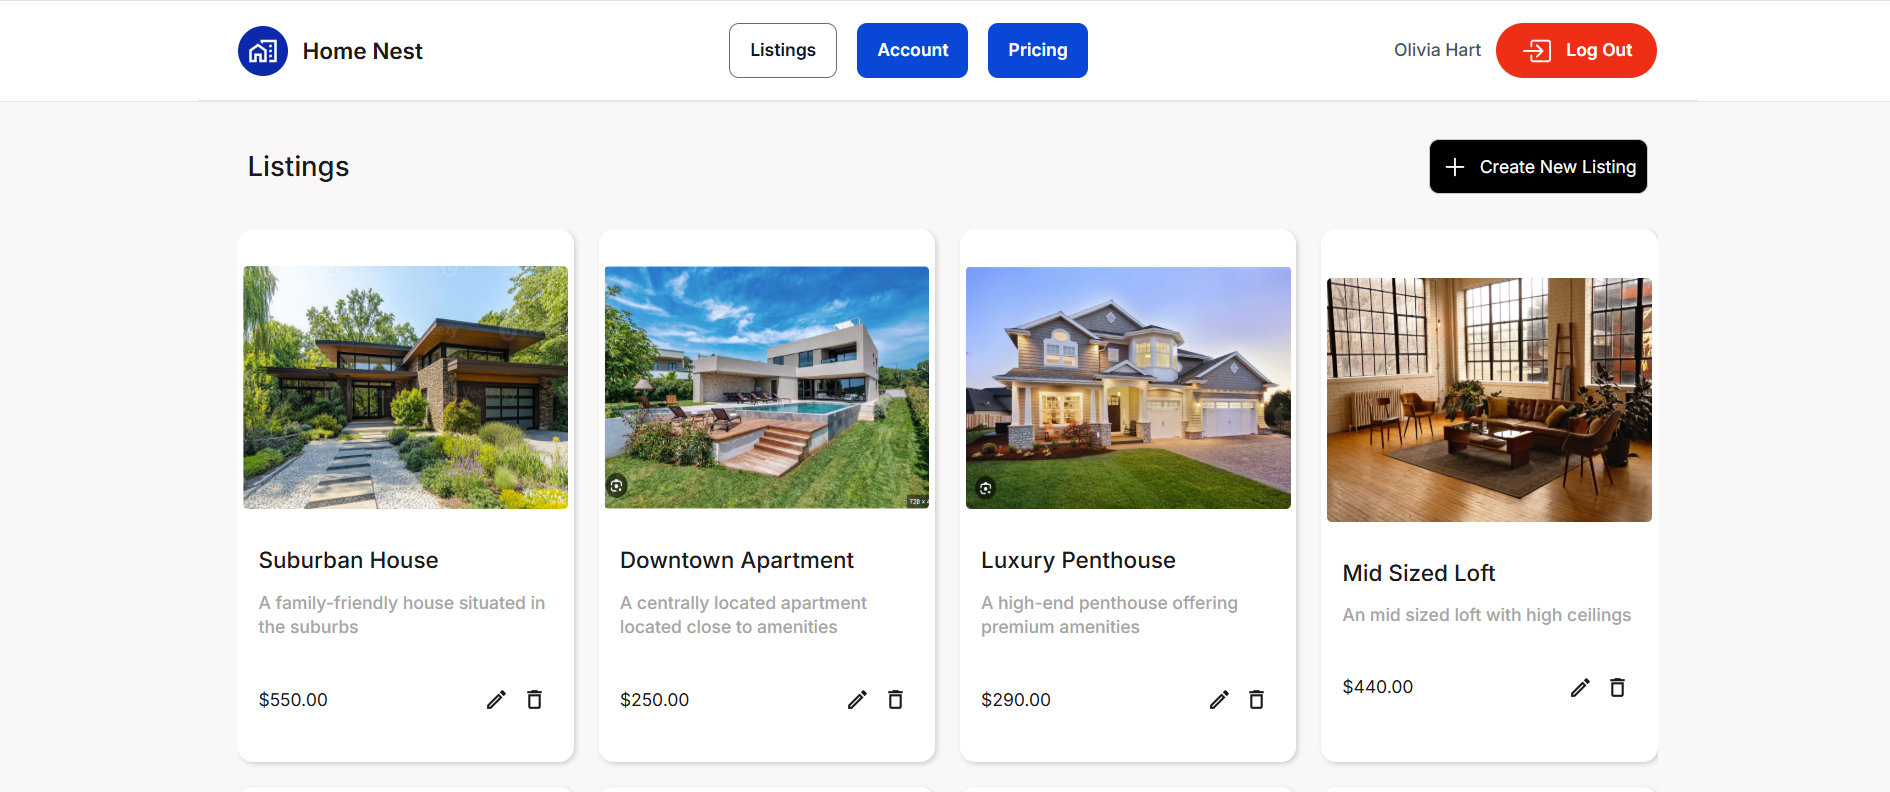 Home Nest
Listings
Account
Pricing
Olivia Hart
Log Out
Listings
Create New Listing
Suburban House
A family-friendly house situated in
the suburbs
$550.00
Downtown Apartment
A centrally located apartment
located close to amenities
$250.00
Luxury Penthouse
A high-end penthouse offering
premium amenities
$290.00
Mid Sized Loft
An mid sized loft with high ceilings
$440.00